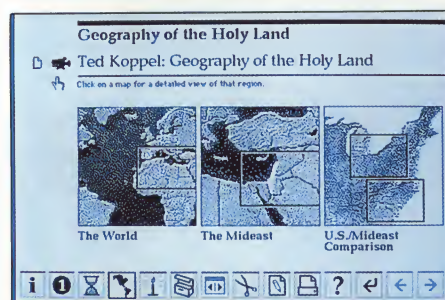 Geography of the Holy Land
Ted Koppel: Geography of the Holy Land
Click on a map for a detailed view of that region.
The World
The Mideast
U.S./Mideast
Comparison
i 1 ?